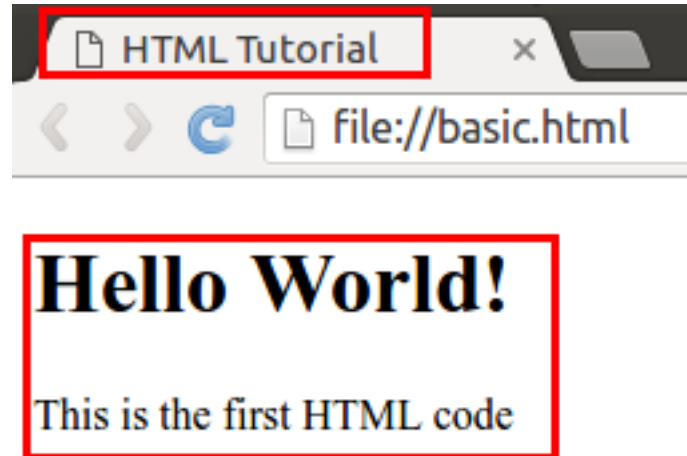 HTML Tutorial
file://basic.html
Hello World!
This is the first HTML code